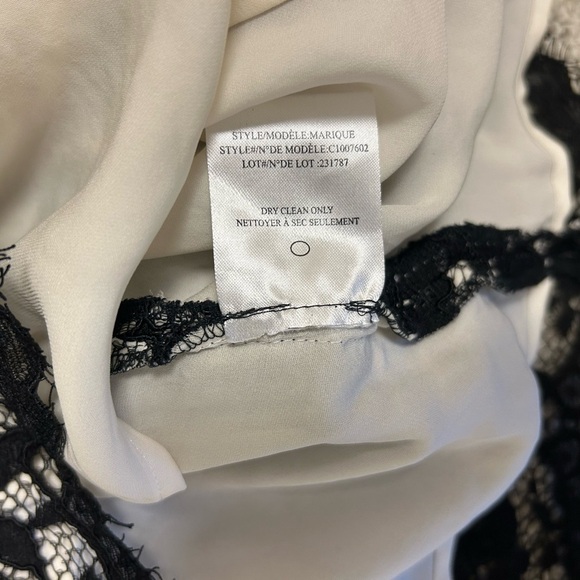 STYLE/MODÈLE:MARIQUE
STYLE#/N°DE MODÈLE:C1007602
LOT#/N°DE LOT :231787
DRY CLEAN ONLY
NETTOYER À SEC SEULEMENT